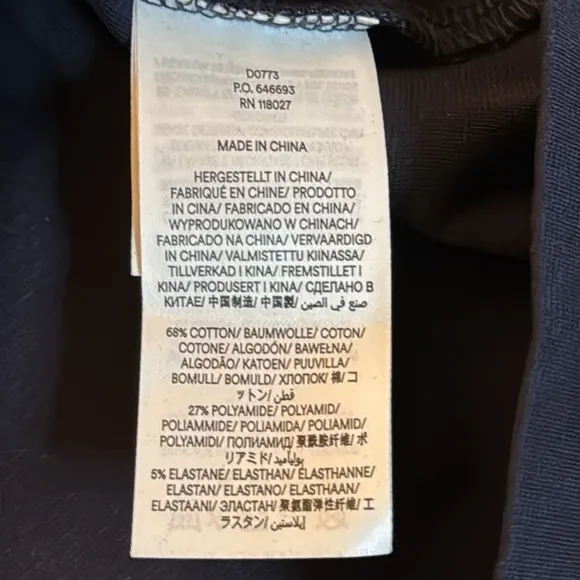 D0773
P.O. 646693
RN 118027
MADE IN CHINA
HERGESTELLT IN CHINA/
FABRIQUÉ EN CHINE/ PRODOTTO
IN CINA/ FABRICADO EN CHINA/
WYPRODUKOWANO W CHINACH/
FABRICADO NA CHINA/ VERVAARDIGD
IN CHINA/ VALMISTETTU KIINASSA/
TILLVERKAD I KINA/ FREMSTILLET I
KINA/ PRODUSERT I KINA/ СДЕЛАНО В
КИТАЕ/ 中国制造/ 中国製/ صنع في الصين
68% COTTON/ BAUMWOLLE/ COTON/
COTONE/ ALGODÓN/ BAWEŁNA/
ALGODÃO/ KATOEN/ PUUVILLA/
BOMULL/ BOMULD/ ХЛОПОК/ 棉/ コ
ットン/ قطن
27% POLYAMIDE/ POLYAMID/
POLIAMMIDE/ POLIAMIDA/ POLIAMID/
POLYAMIDI/ ПОЛИАМИД/ 聚酰胺纤维/ ポ
リアミド/ بولياميد
5% ELASTANE/ ELASTHAN/ ÉLASTHANNE/
ELASTAN/ ELASTANO/ ELASTHAAN/
ELASTAANI/ ЭЛАСТАН/ 聚氨酯弹性纤维/ エ
ラスタン/ إيلاستين